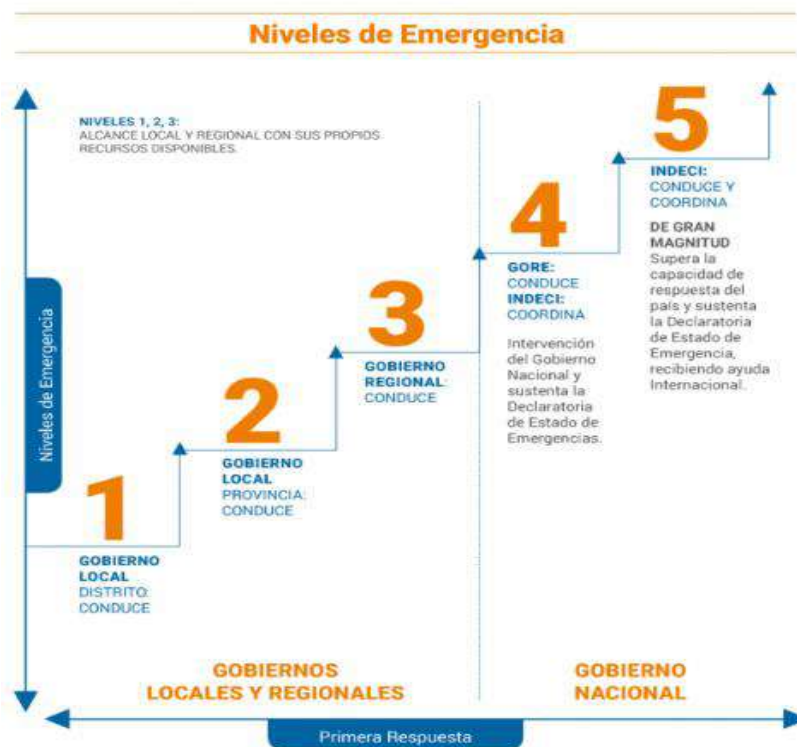 Niveles de Emergencia
NIVELES 1, 2, 3:
ALCANCE LOCAL Y REGIONAL CON SUS PROPIOS
RECURSOS DISPONIBLES.
Niveles de Emergencia
1
GOBIERNO
LOCAL
DISTRITO:
CONDUCE
2
GOBIERNO
LOCAL
PROVINCIA:
CONDUCE
3
GOBIERNO
REGIONAL:
CONDUCE
4
GORE:
CONDUCE
INDECI:
COORDINA
Intervención
del Gobierno
Nacional y
sustenta la
Declaratoria
de Estado de
Emergencias.
5
INDECI:
CONDUCE Y
COORDINA
DE GRAN
MAGNITUD
Supera la
capacidad de
respuesta del
país y sustenta
la Declaratoria
de Estado de
Emergencia,
recibiendo ayuda
Internacional.
GOBIERNOS
LOCALES Y REGIONALES
GOBIERNO
NACIONAL
Primera Respuesta